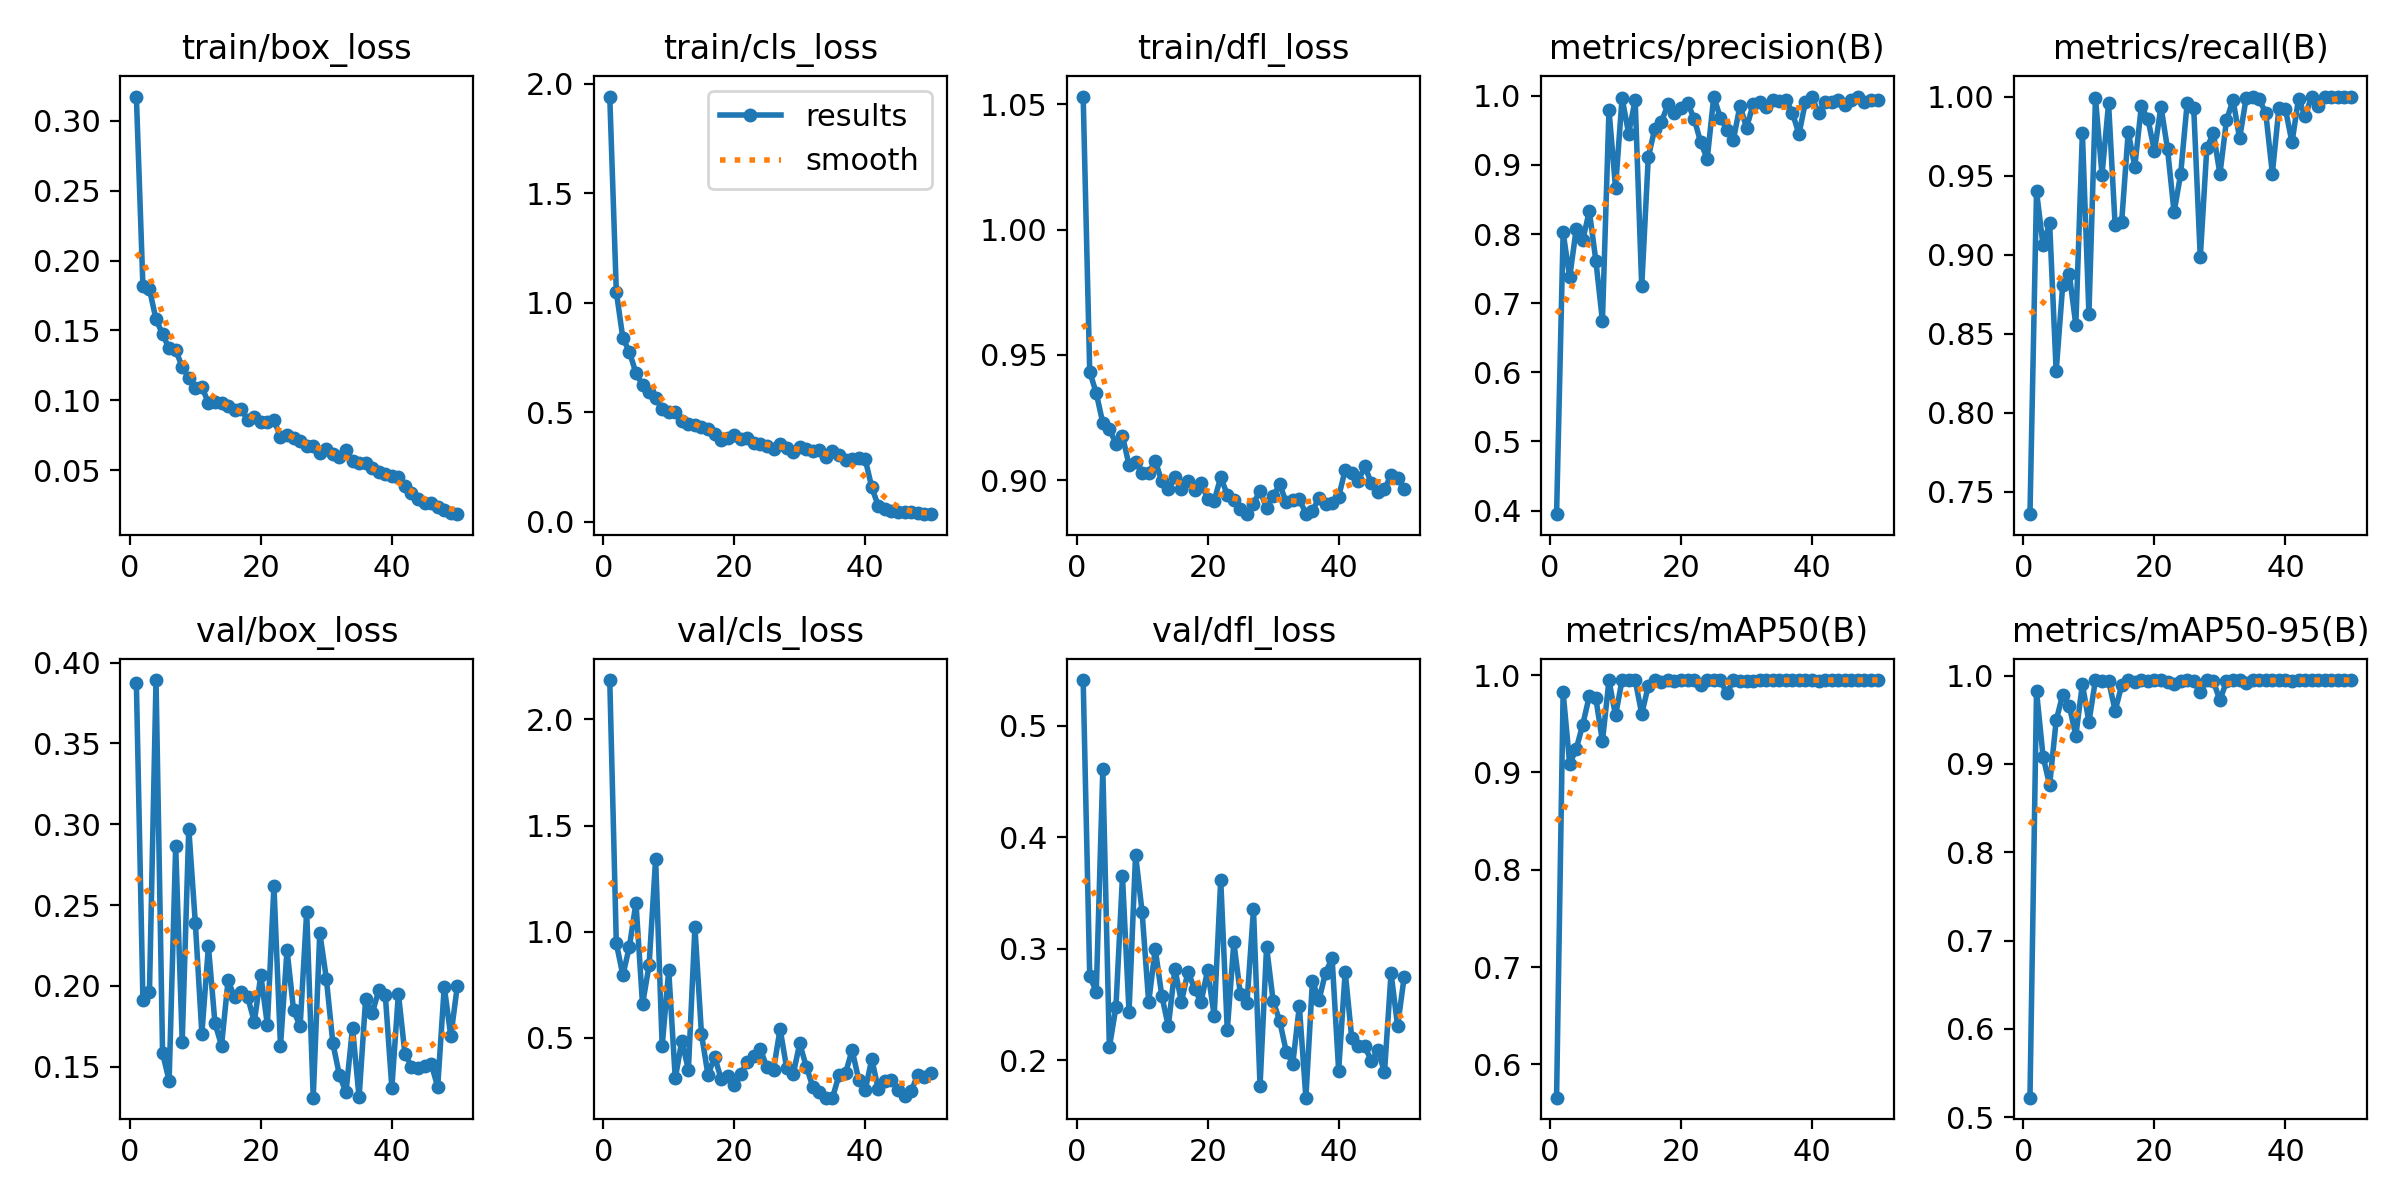 train/box_loss
0.30
0.25
0.20
0.15
0.10
0.05
0 20 40
train/cls_loss
results
smooth
2.0
1.5
1.0
0.5
0.0
0 20 40
train/dfl_loss
1.05
1.00
0.95
0.90
0 20 40
metrics/precision(B)
1.0
0.9
0.8
0.7
0.6
0.5
0.4
0 20 40
metrics/recall(B)
1.00
0.95
0.90
0.85
0.80
0.75
0 20 40
val/box_loss
0.40
0.35
0.30
0.25
0.20
0.15
0 20 40
val/cls_loss
2.0
1.5
1.0
0.5
0 20 40
val/dfl_loss
0.5
0.4
0.3
0.2
0 20 40
metrics/mAP50(B)
1.0
0.9
0.8
0.7
0.6
0 20 40
metrics/mAP50-95(B)
1.0
0.9
0.8
0.7
0.6
0.5
0 20 40